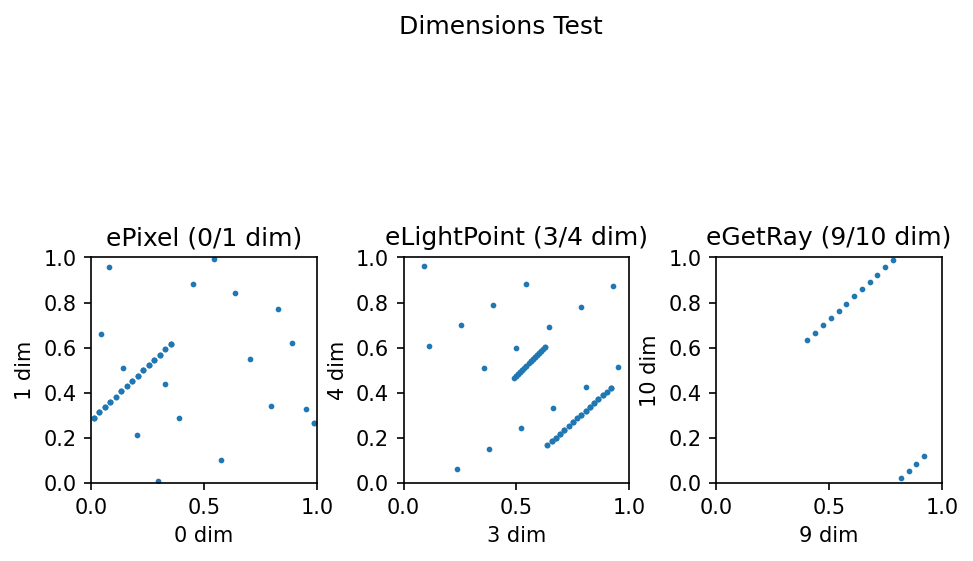 Dimensions Test
ePixel (0/1 dim)
1.0
0.8
0.6
0.4
0.2
0.0
1 dim
0.0 0.5 1.0
0 dim
eLightPoint (3/4 dim)
1.0
0.8
0.6
0.4
0.2
0.0
4 dim
0.0 0.5 1.0
3 dim
eGetRay (9/10 dim)
1.0
0.8
0.6
0.4
0.2
0.0
10 dim
0.0 0.5 1.0
9 dim